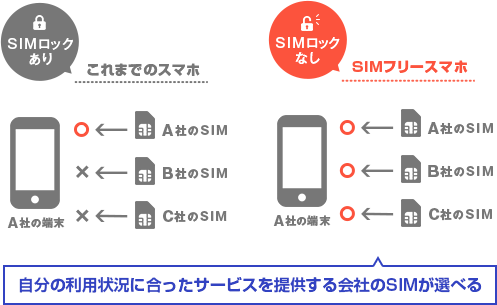 SIMロック
あり
これまでのスマホ
A社のSIM
B社のSIM
C社のSIM
A社の端末
SIMロック
なし
SIMフリースマホ
A社のSIM
B社のSIM
C社のSIM
A社の端末
自分の利用状況に合ったサービスを提供する会社のSIMが選べる